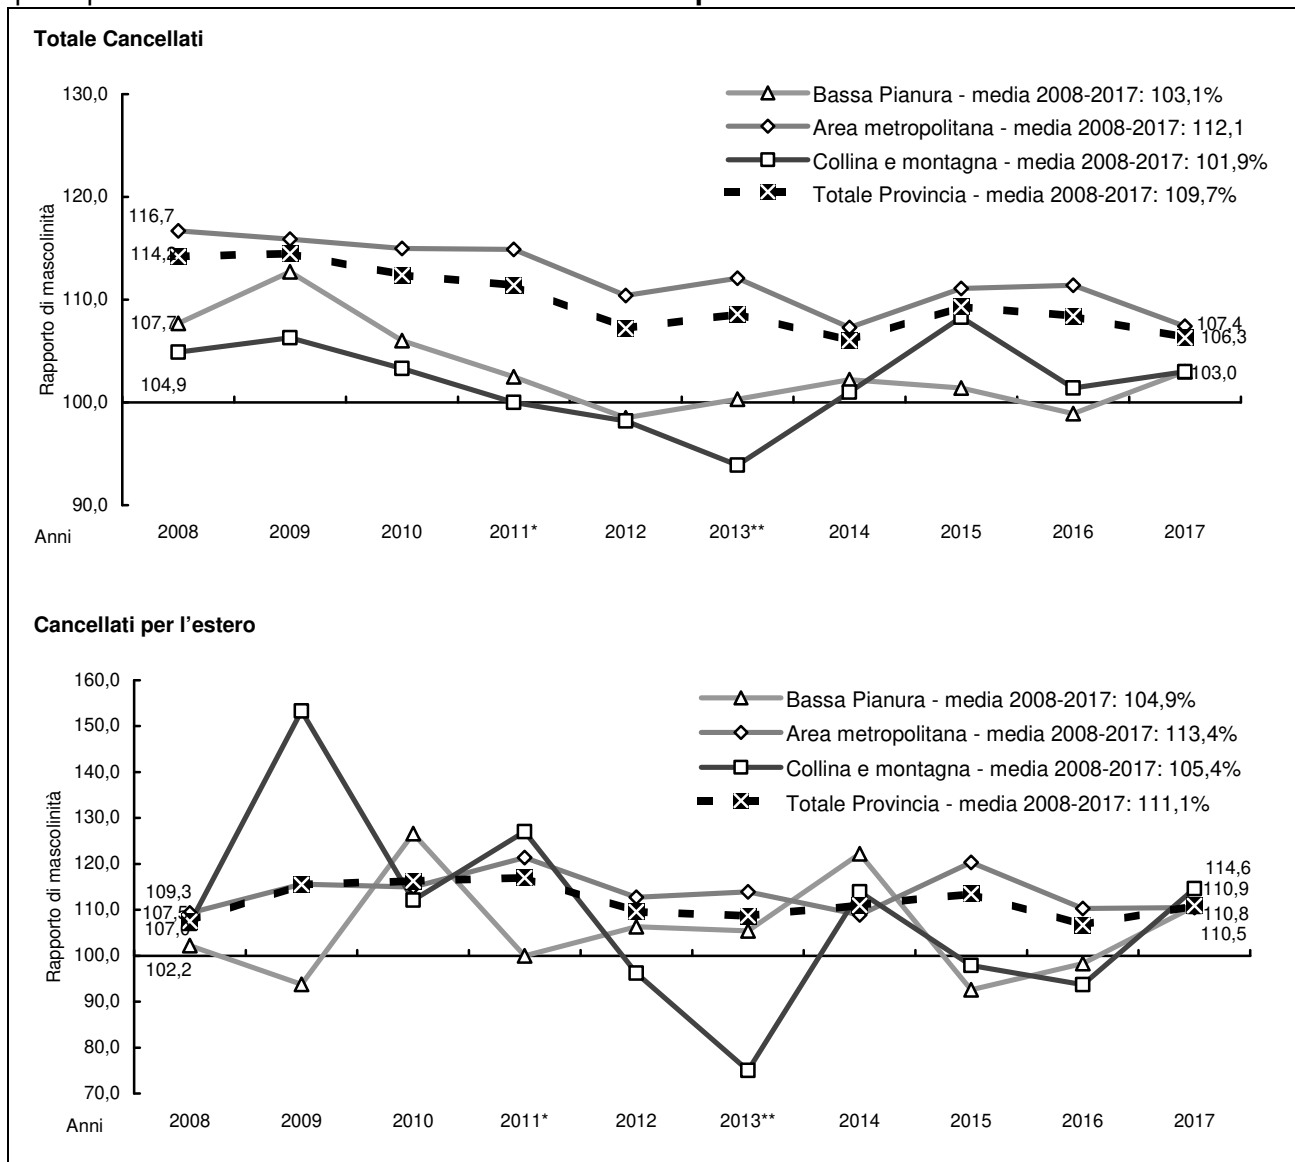 Totale Cancellati
130,0
120,0
110,0
100,0
90,0
Rapporto di mascolinità
Bassa Pianura - media 2008-2017: 103,1%
Area metropolitana - media 2008-2017: 112,1
Collina e montagna - media 2008-2017: 101,9%
Totale Provincia - media 2008-2017: 109,7%
116,7
114,2
107,7
104,9
107,4
106,3
103,0
Anni 2008 2009 2010 2011* 2012 2013** 2014 2015 2016 2017
Cancellati per l’estero
160,0
150,0
140,0
130,0
120,0
110,0
100,0
90,0
80,0
70,0
Rapporto di mascolinità
Bassa Pianura - media 2008-2017: 104,9%
Area metropolitana - media 2008-2017: 113,4%
Collina e montagna - media 2008-2017: 105,4%
Totale Provincia - media 2008-2017: 111,1%
109,3
107,5
102,2
114,6
110,9
110,8
110,5
Anni 2008 2009 2010 2011* 2012 2013** 2014 2015 2016 2017